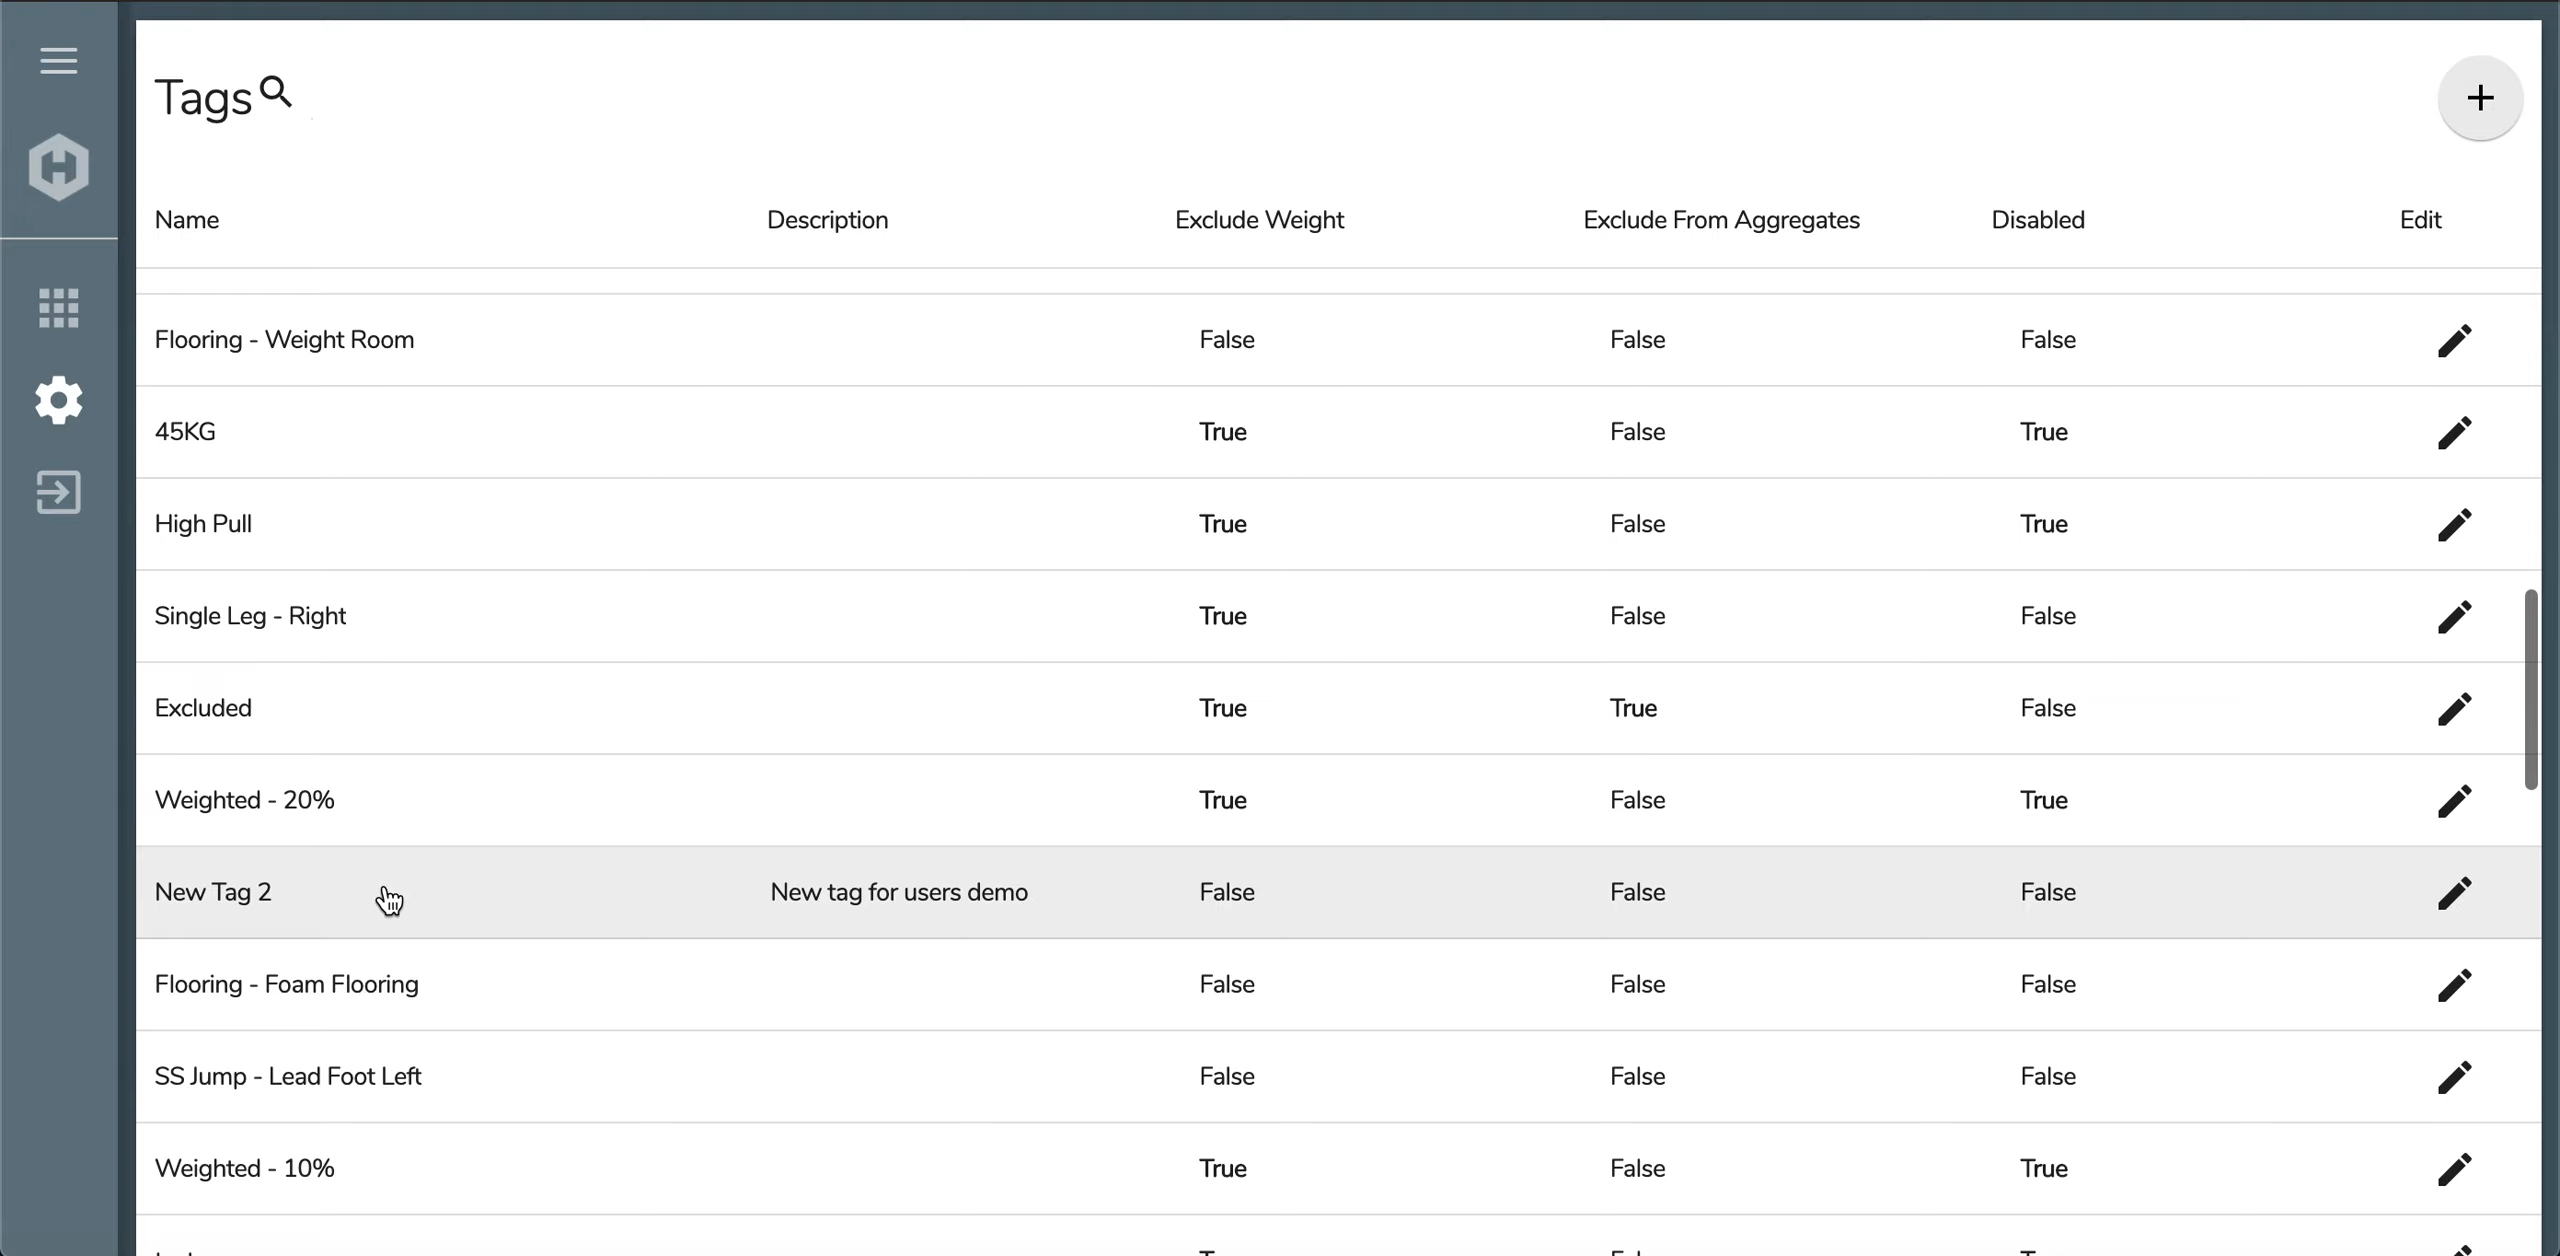 Tags
Name Description Exclude Weight Exclude From Aggregates Disabled Edit
Flooring - Weight Room False False False
45KG True False True
High Pull True False True
Single Leg - Right True False False
Excluded True True False
Weighted - 20% True False True
New Tag 2 New tag for users demo False False False
Flooring - Foam Flooring False False False
SS Jump - Lead Foot Left False False False
Weighted - 10% True False True